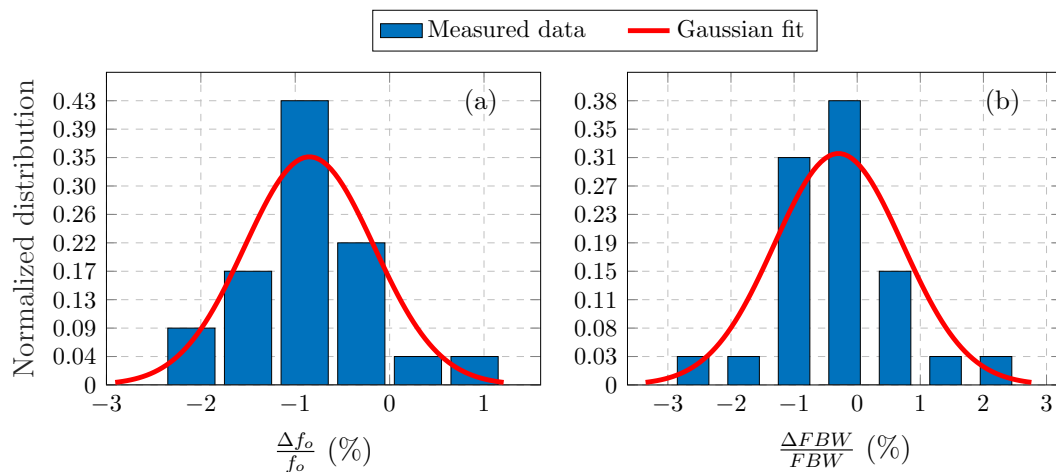 Measured data Gaussian fit
Normalized distribution
(a)
0.43
0.39
0.35
0.30
0.26
0.22
0.17
0.13
0.09
0.04
0
−3 −2 −1 0 1
Δf_o / f_o (%)
(b)
0.38
0.35
0.31
0.27
0.23
0.19
0.15
0.11
0.08
0.03
0
−3 −2 −1 0 1 2 3
ΔFBW / FBW (%)